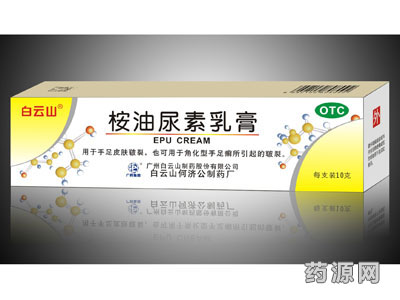 白云山®
桉油尿素乳膏
EPU CREAM
OTC
外
用于手足皮肤皲裂，也可用于角化型手足癣所引起的皲裂。
广州白云山制药股份有限公司
白云山何济公制药厂
每支装10克
药源网